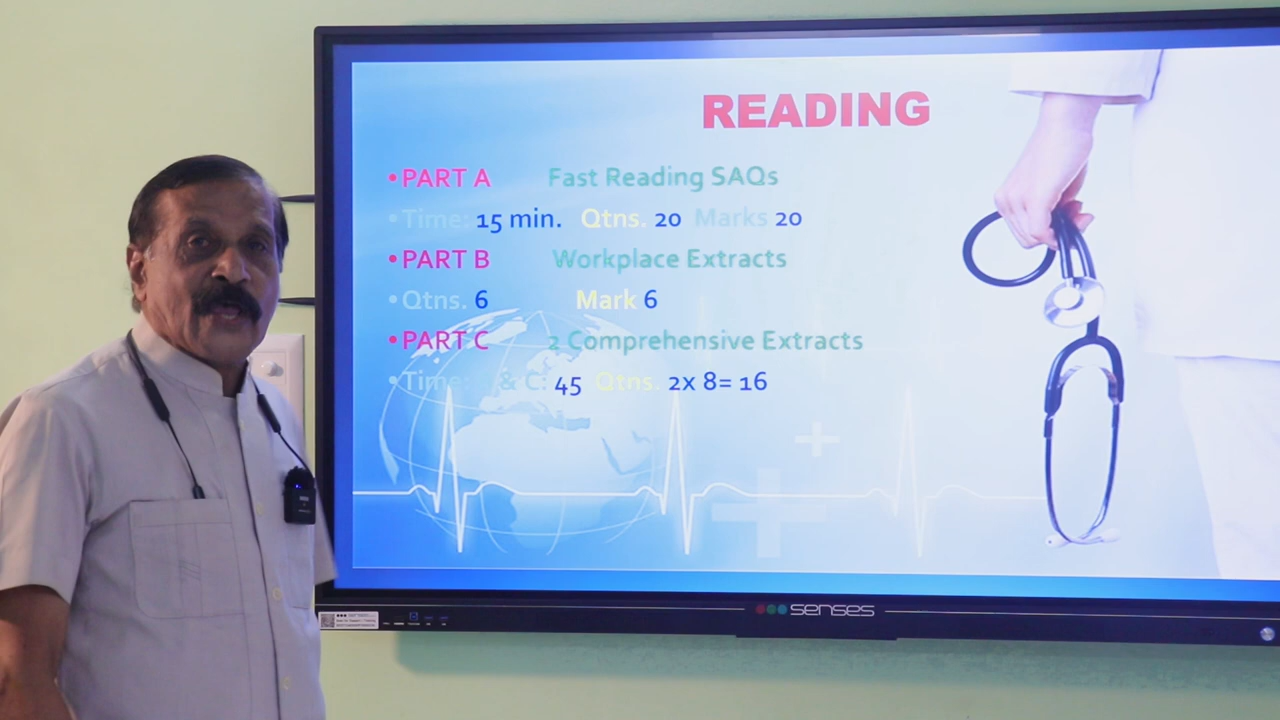 READING
•PART A Fast Reading SAQs
•Time: 15 min. Qtns. 20 Marks 20
•PART B Workplace Extracts
•Qtns. 6 Mark 6
•PART C 2 Comprehensive Extracts
•Time: & C: 45 Qtns. 2x 8= 16
senses